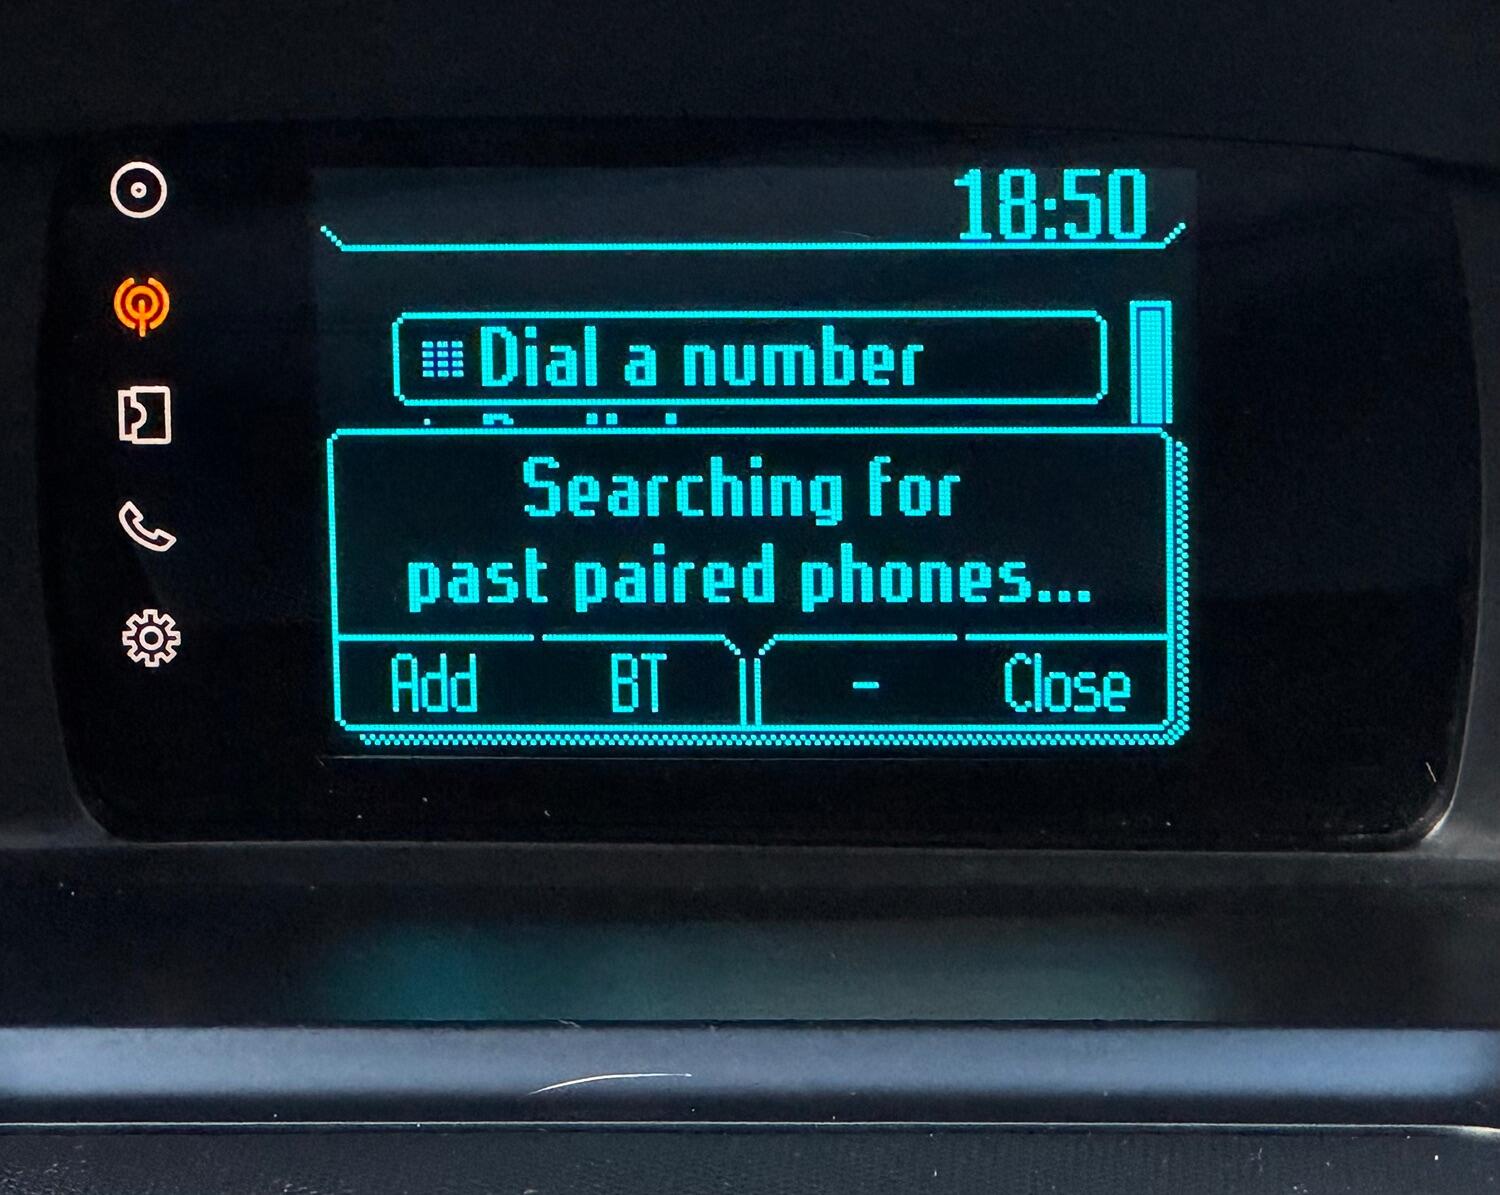 18:50
Dial a number
Searching for
past paired phones...
Add BT - Close